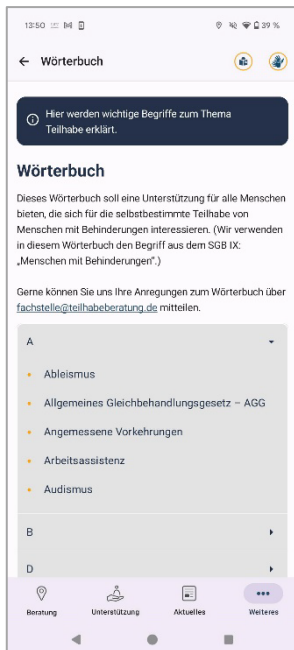 13:50
39 %
Wörterbuch
Hier werden wichtige Begriffe zum Thema
Teilhabe erklärt.
Wörterbuch
Dieses Wörterbuch soll eine Unterstützung für alle Menschen
bieten, die sich für die selbstbestimmte Teilhabe von
Menschen mit Behinderungen interessieren. (Wir verwenden
in diesem Wörterbuch den Begriff aus dem SGB IX:
„Menschen mit Behinderungen“.)
Gerne können Sie uns Ihre Anregungen zum Wörterbuch über
fachstelle@teilhabeberatung.de mitteilen.
A
Ableismus
Allgemeines Gleichbehandlungsgesetz – AGG
Angemessene Vorkehrungen
Arbeitsassistenz
Audismus
B
D
Beratung
Unterstützung
Aktuelles
Weiteres